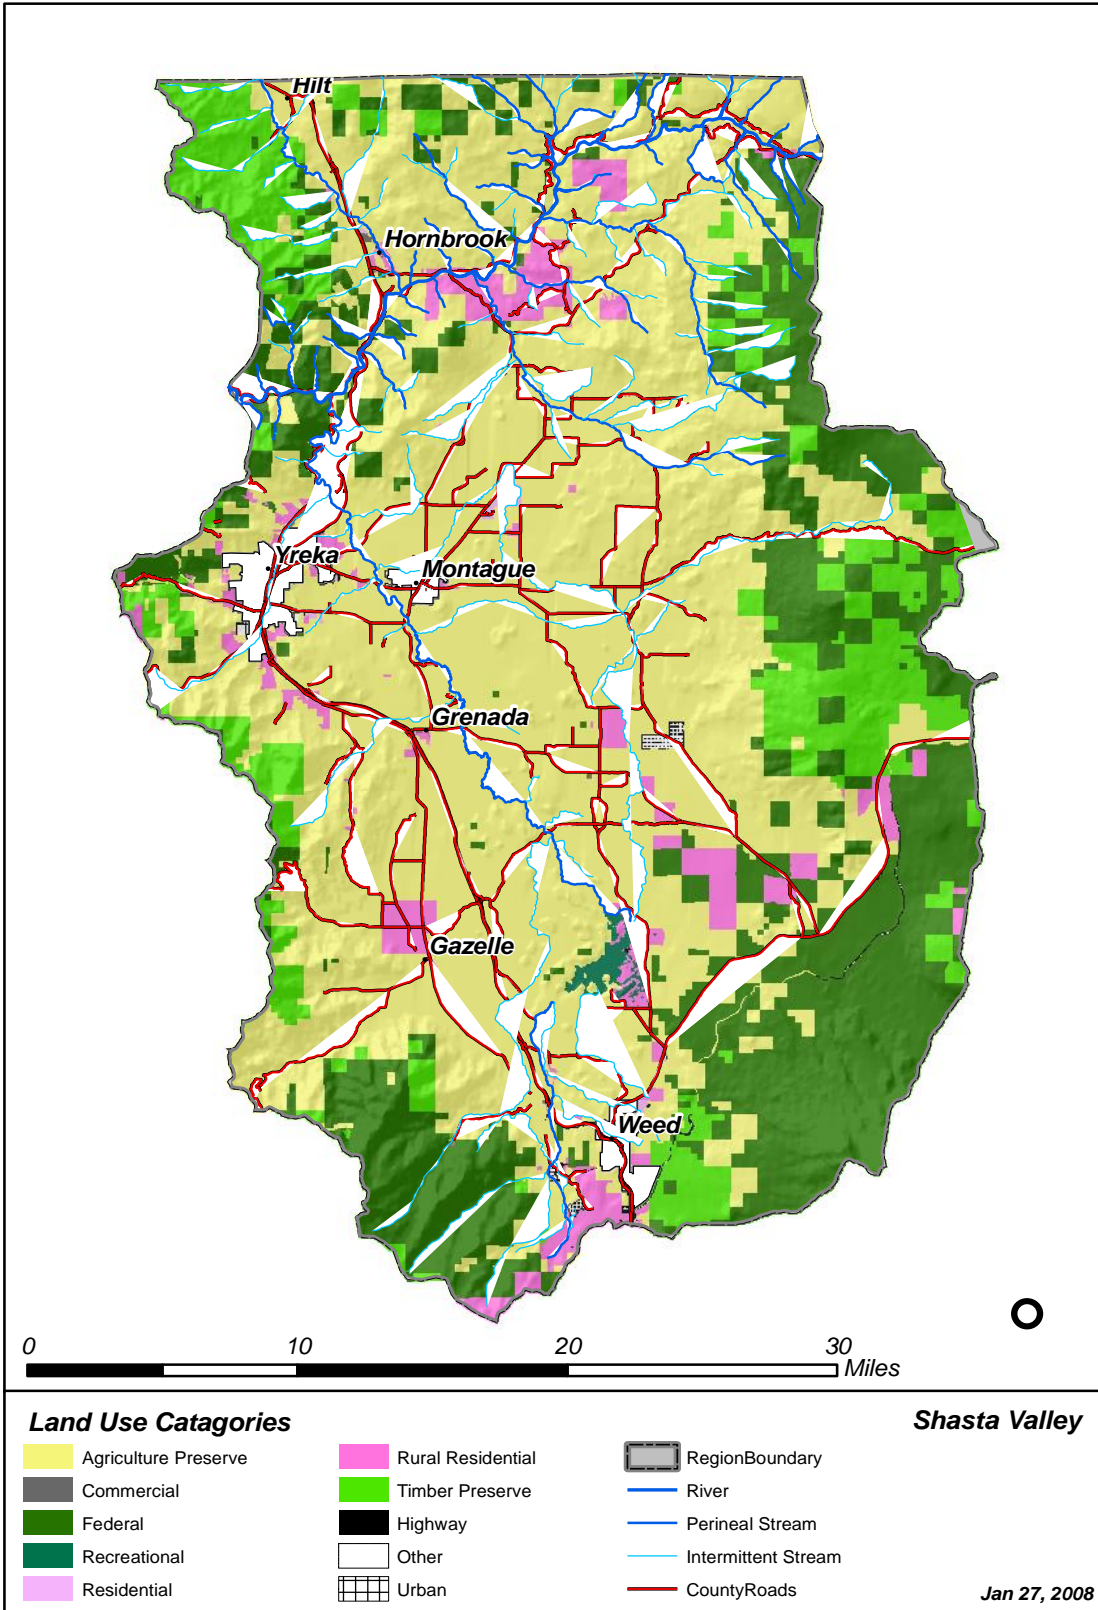 Hilt
Hornbrook
Yreka
Montague
Grenada
Gazelle
Weed
0 10 20 30
Miles
Land Use Catagories
Shasta Valley
Agriculture Preserve
Commercial
Federal
Recreational
Residential
Rural Residential
Timber Preserve
Highway
Other
Urban
RegionBoundary
River
Perineal Stream
Intermittent Stream
CountyRoads
Jan 27, 2008